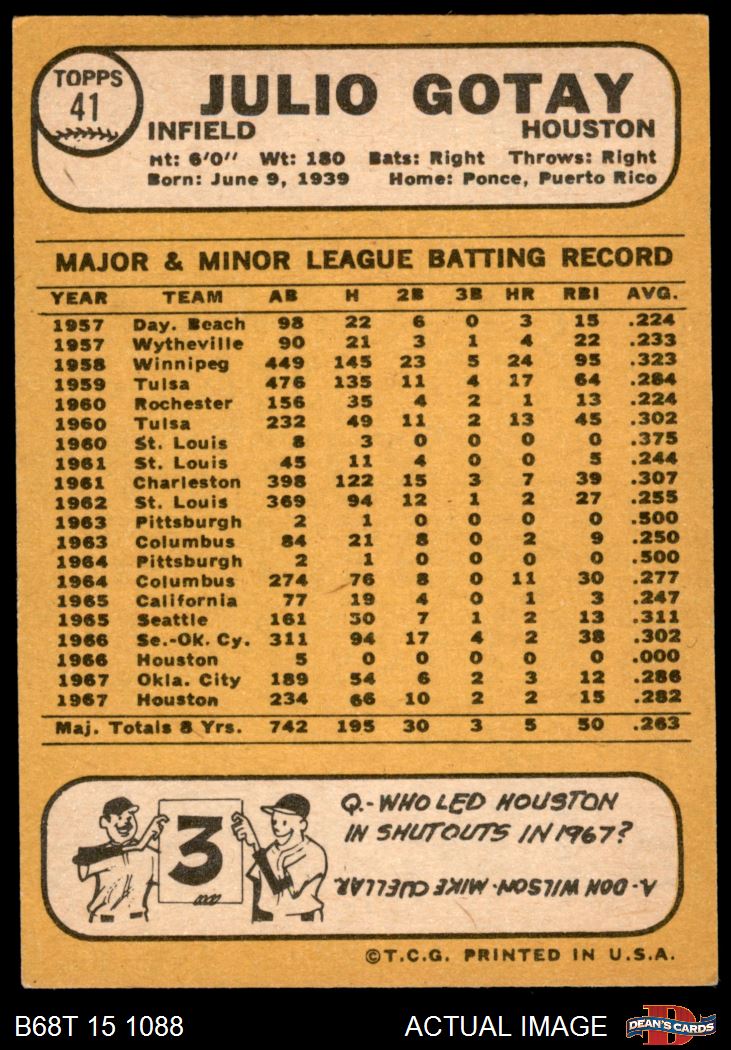 TOPPS
41
JULIO GOTAY
INFIELD HOUSTON
Ht: 6'0" Wt: 180 Bats: Right Throws: Right
Born: June 9, 1939 Home: Ponce, Puerto Rico
MAJOR & MINOR LEAGUE BATTING RECORD
YEAR TEAM AB H 2B 3B HR RBI AVG.
1957 Day. Beach 98 22 6 0 3 15 .224
1957 Wytheville 90 21 3 1 4 22 .233
1958 Winnipeg 449 145 23 5 24 95 .323
1959 Tulsa 476 135 11 4 17 64 .284
1960 Rochester 156 35 4 2 1 13 .224
1960 Tulsa 232 49 11 2 13 45 .302
1960 St. Louis 8 3 0 0 0 0 .375
1961 St. Louis 45 11 4 0 0 5 .244
1961 Charleston 398 122 15 3 7 39 .307
1962 St. Louis 369 94 12 1 2 27 .255
1963 Pittsburgh 2 1 0 0 0 0 .500
1963 Columbus 84 21 8 0 2 9 .250
1964 Pittsburgh 2 1 0 0 0 0 .500
1964 Columbus 274 76 8 0 11 30 .277
1965 California 77 19 4 0 1 3 .247
1965 Seattle 161 50 7 1 2 13 .311
1966 Se.-OK. Cy. 311 94 17 4 2 38 .302
1966 Houston 5 0 0 0 0 0 .000
1967 Okla. City 189 54 6 2 3 12 .286
1967 Houston 234 66 10 2 2 15 .282
Maj. Totals 8 Yrs. 742 195 30 3 5 50 .263
3
Q.-WHO LED HOUSTON
IN SHUTOUTS IN 1967?
A-DON WILSON-MIKE CUELLAR
©T.C.G. PRINTED IN U.S.A.
B68T 15 1088 ACTUAL IMAGE DEAN'S CARDS